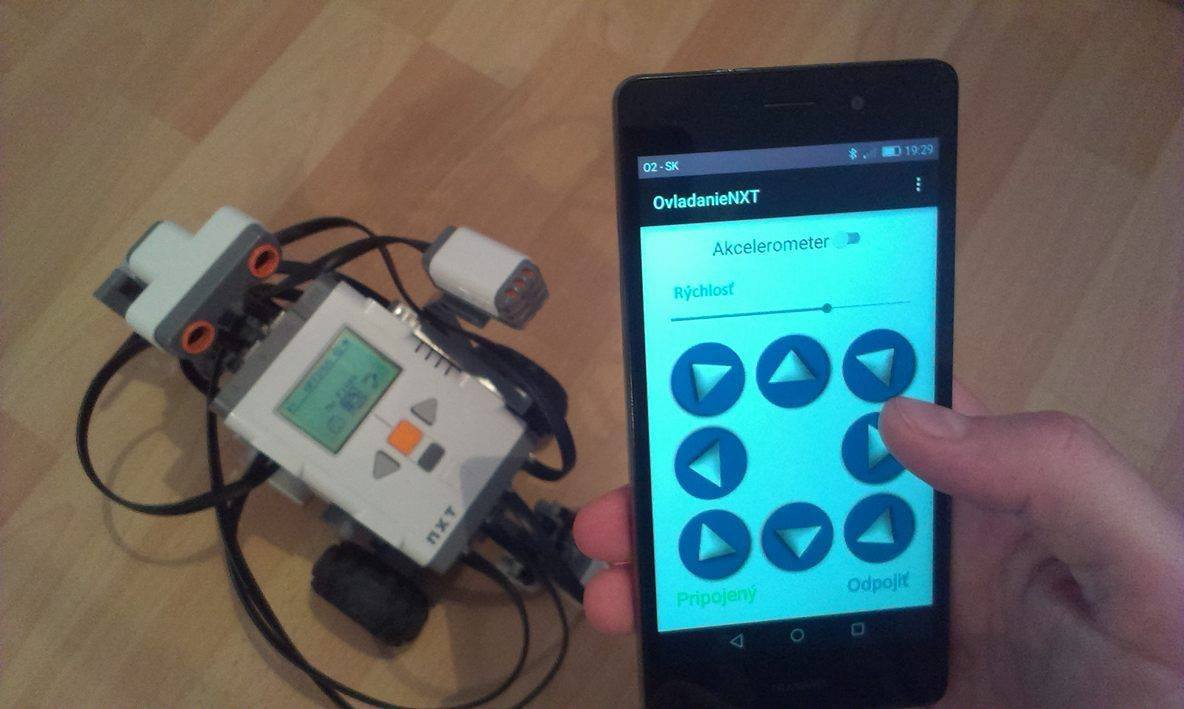 O2 - SK
19:29
OvladanieNXT
Akcelerometer
Rýchlosť
Pripojený
Odpojiť
NXT